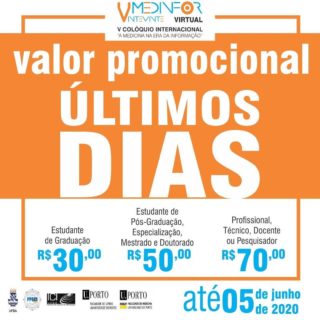 V MEDINFOR
VINTEVINTE VIRTUAL
V COLÓQUIO INTERNACIONAL
"A MEDICINA NA ERA DA INFORMAÇÃO"
valor promocional
ÚLTIMOS
DIAS
Estudante
de Graduação
R$30,00
Estudante de
Pós-Graduação,
Especialização,
Mestrado e Doutorado
R$50,00
Profissional,
Técnico, Docente
ou Pesquisador
R$70,00
UFBA
ici
U.PORTO
U.PORTO
até 05 de junho
de 2020